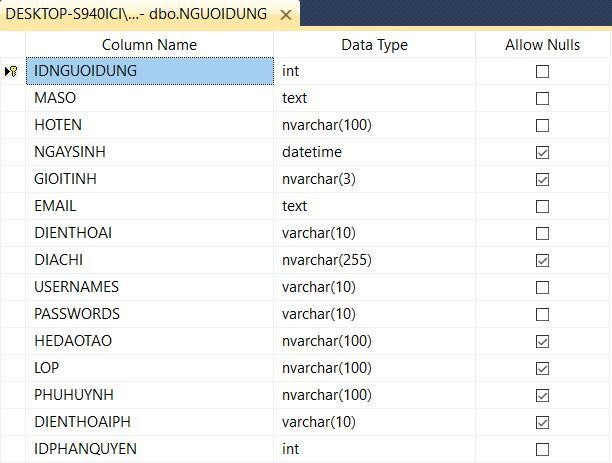 DESKTOP-S940ICI\...- dbo.NGUOIDUNG
Column Name Data Type Allow Nulls
IDNGUOIDUNG int
MASO text
HOTEN nvarchar(100)
NGAYSINH datetime
GIOITINH nvarchar(3)
EMAIL text
DIENTHOAI varchar(10)
DIACHI nvarchar(255)
USERNAMES varchar(10)
PASSWORDS varchar(10)
HEDAOTAO nvarchar(100)
LOP nvarchar(100)
PHUHUYNH nvarchar(100)
DIENTHOAIPH varchar(10)
IDPHANQUYEN int